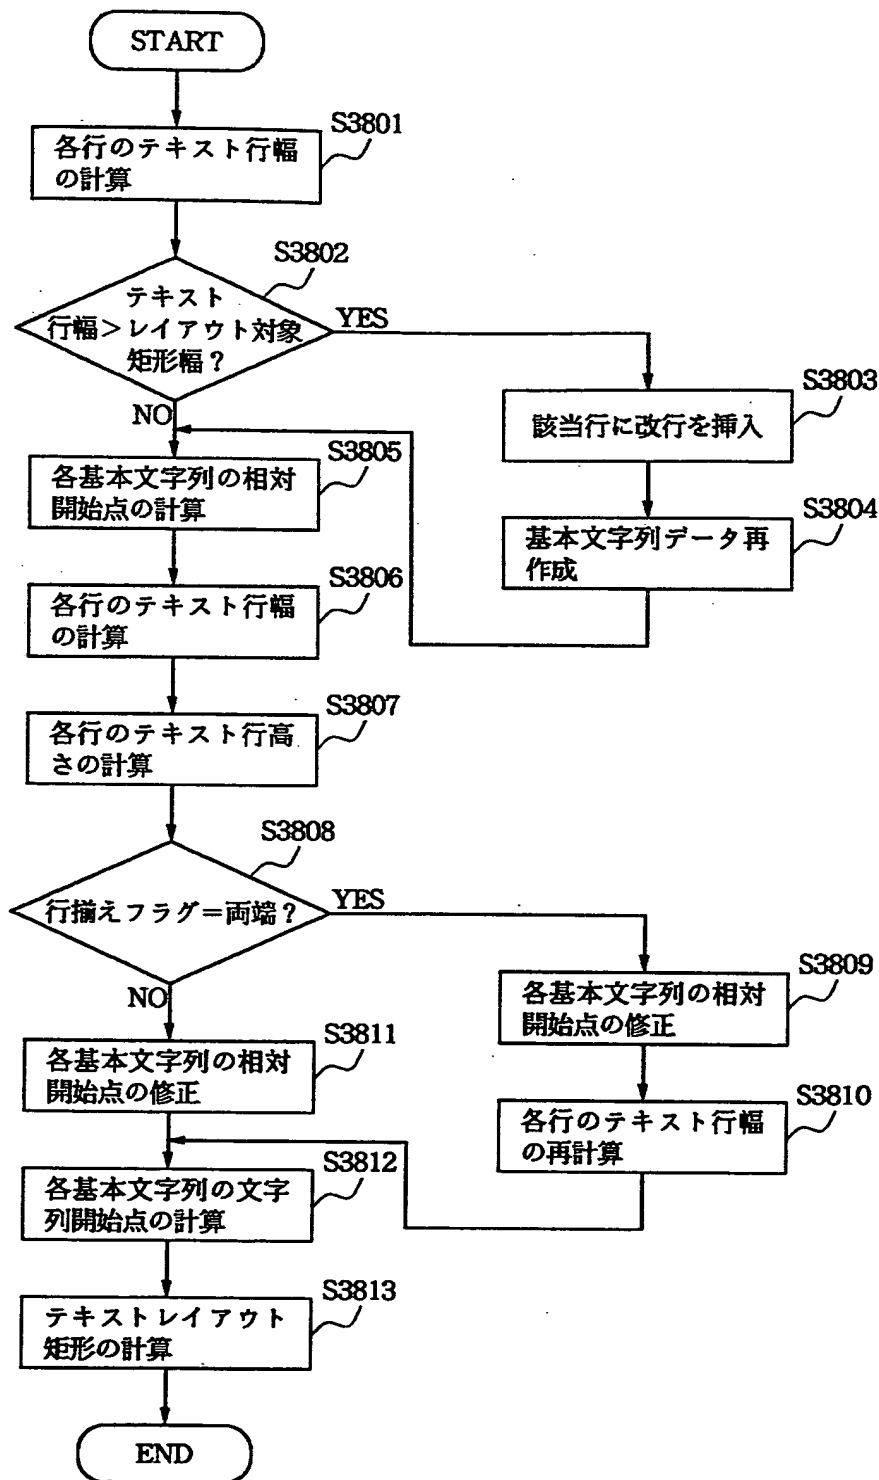 START
S3801
各行のテキスト行幅
の計算
S3802
テキスト
行幅>レイアウト対象
矩形幅?
YES
NO
S3803
該当行に改行を挿入
S3804
基本文字列データ再
作成
S3805
各基本文字列の相対
開始点の計算
S3806
各行のテキスト行幅
の計算
S3807
各行のテキスト行高
さの計算
S3808
行揃えフラグ=両端?
YES
NO
S3809
各基本文字列の相対
開始点の修正
S3810
各行のテキスト行幅
の再計算
S3811
各基本文字列の相対
開始点の修正
S3812
各基本文字列の文字
列開始点の計算
S3813
テキストレイアウト
矩形の計算
END